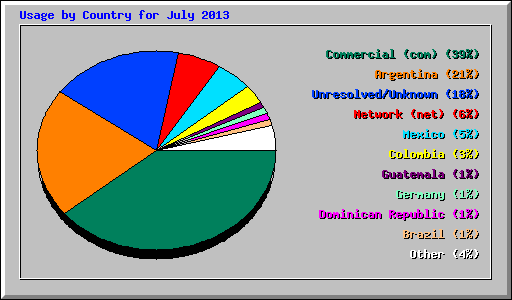 Usage by Country for July 2013
Commercial (com) (39%)
Argentina (21%)
Unresolved/Unknown (18%)
Network (net) (6%)
Mexico (5%)
Colombia (3%)
Guatemala (1%)
Germany (1%)
Dominican Republic (1%)
Brazil (1%)
Other (4%)